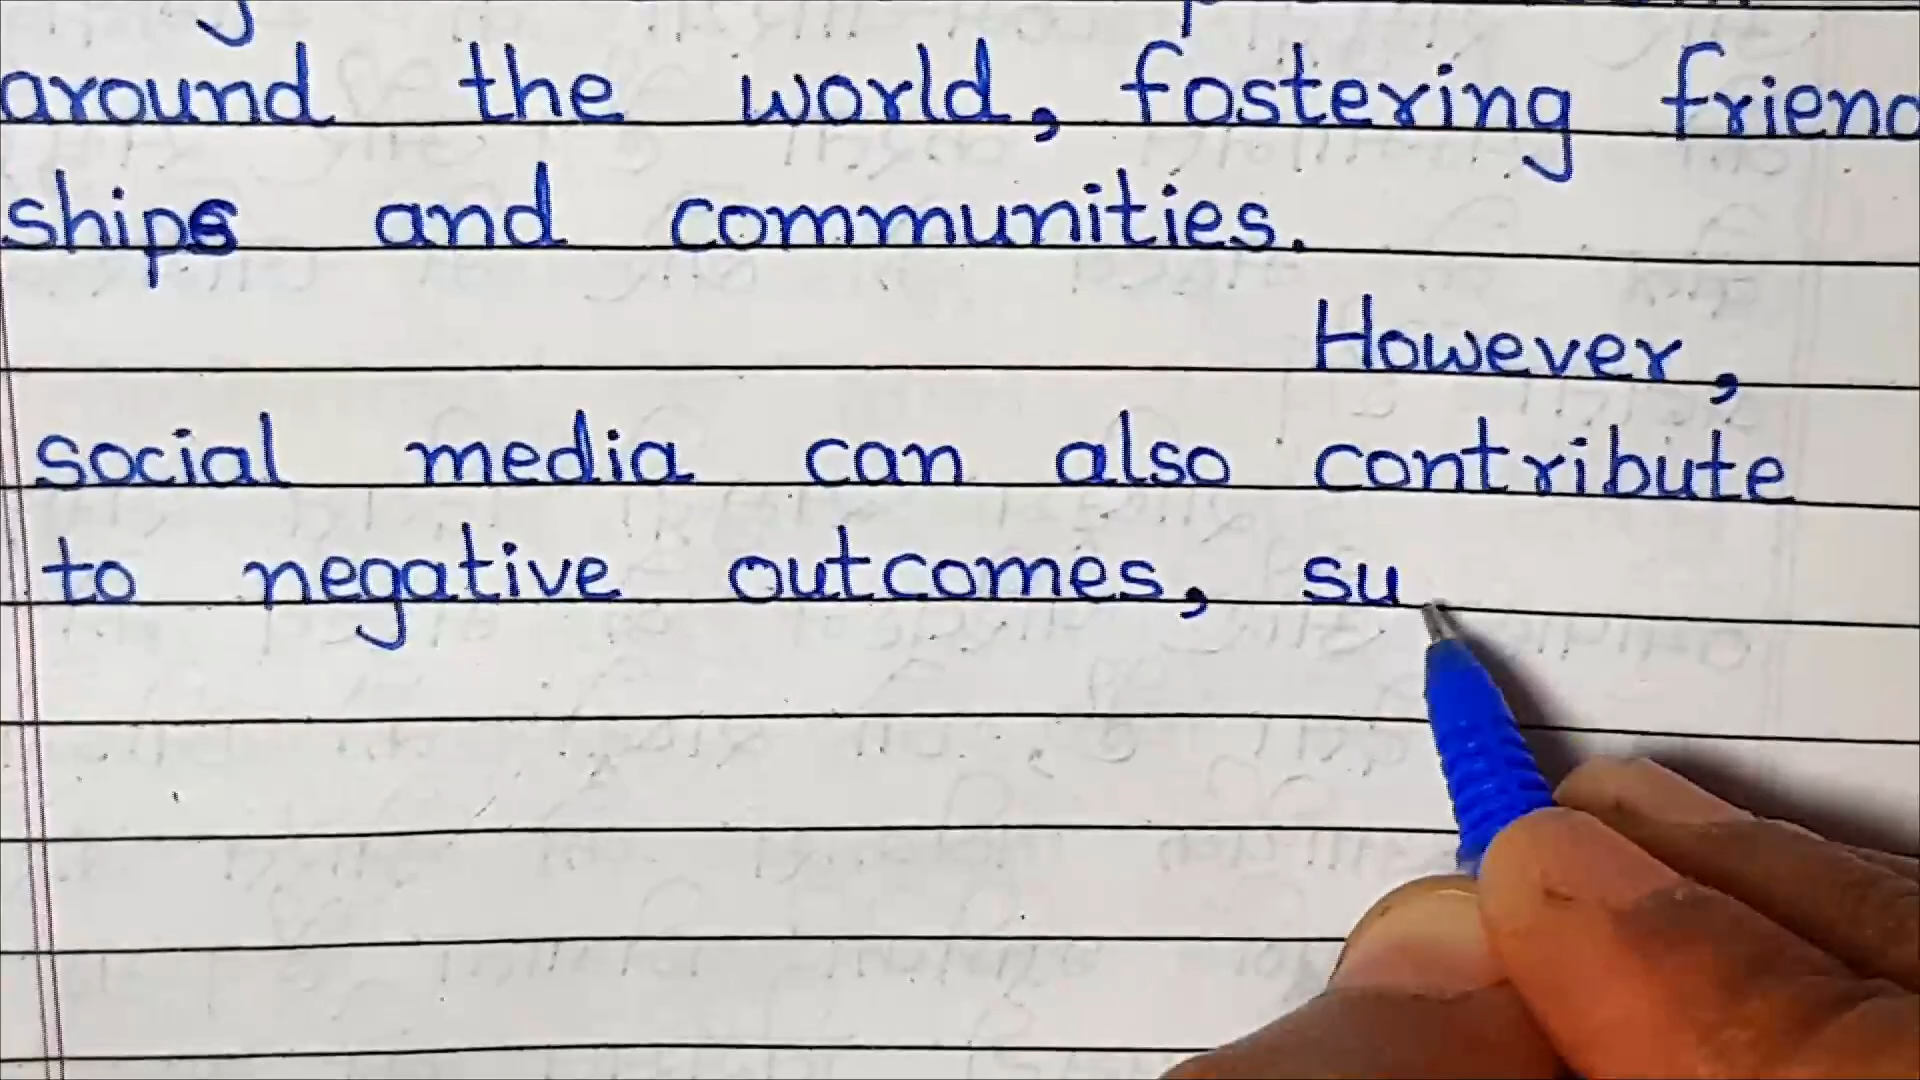 around the world, fostering friend
ships and communities.
However,
social media can also contribute
to negative outcomes, su